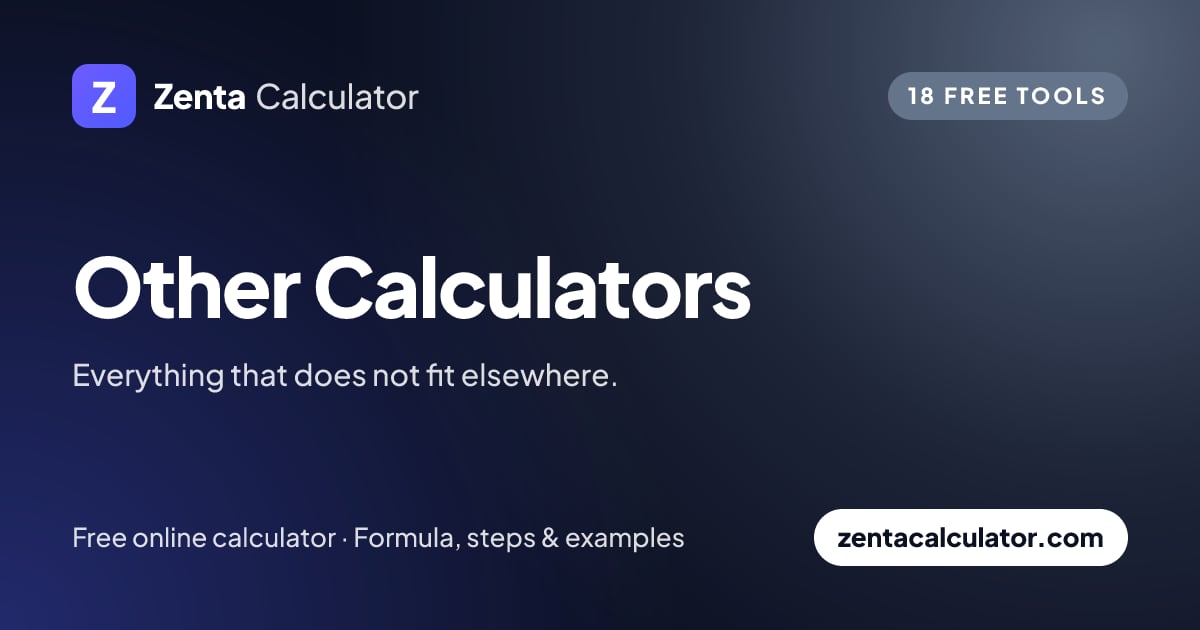 Z Zenta Calculator
18 FREE TOOLS
Other Calculators
Everything that does not fit elsewhere.
Free online calculator · Formula, steps & examples
zentacalculator.com